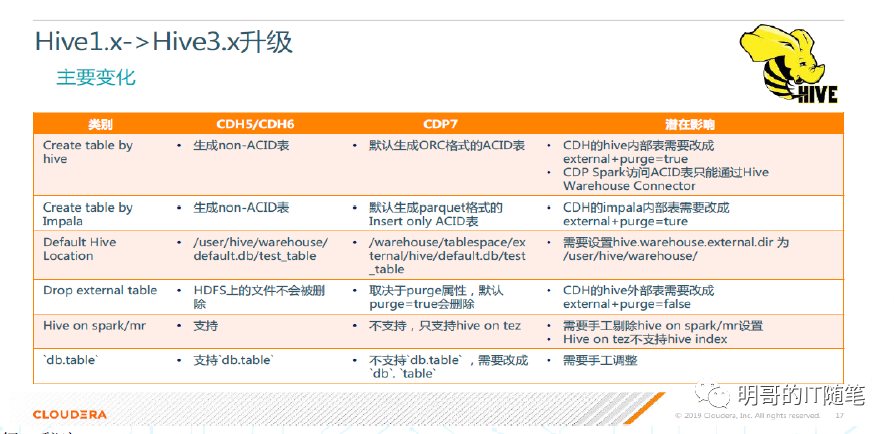 Hive1.x->Hive3.x升级
主要变化
HIVE
类别 CDH5/CDH6 CDP7 潜在影响
Create table by hive
• 生成non-ACID表
• 默认生成ORC格式的ACID表
• CDH的hive内部表需要改成
external+purge=true
• CDP Spark访问ACID表只能通过Hive
Warehouse Connector
Create table by
Impala
• 生成non-ACID表
• 默认生成parquet格式的
Insert only ACID表
• CDH的impala内部表需要改成
external+purge=ture
Default Hive
Location
• /user/hive/warehouse/
default.db/test_table
• /warehouse/tablespace/ex
ternal/hive/default.db/test
_table
• 需要设置hive.warehouse.external.dir 为
/user/hive/warehouse/
Drop external table
• HDFS上的文件不会被删
除
• 取决于purge属性，默认
purge=true会删除
• CDH的hive外部表需要改成
external+purge=false
Hive on spark/mr
• 支持
• 不支持，只支持hive on tez
• 需要手工剔除hive on spark/mr设置
• Hive on tez不支持hive index
`db.table`
• 支持`db.table`
• 不支持`db.table` ，需要改成
`db`. `table`
• 需要手工调整
CLOUDERA
明哥的IT随笔
© 2019 Cloudera, Inc. All rights reserved. 17